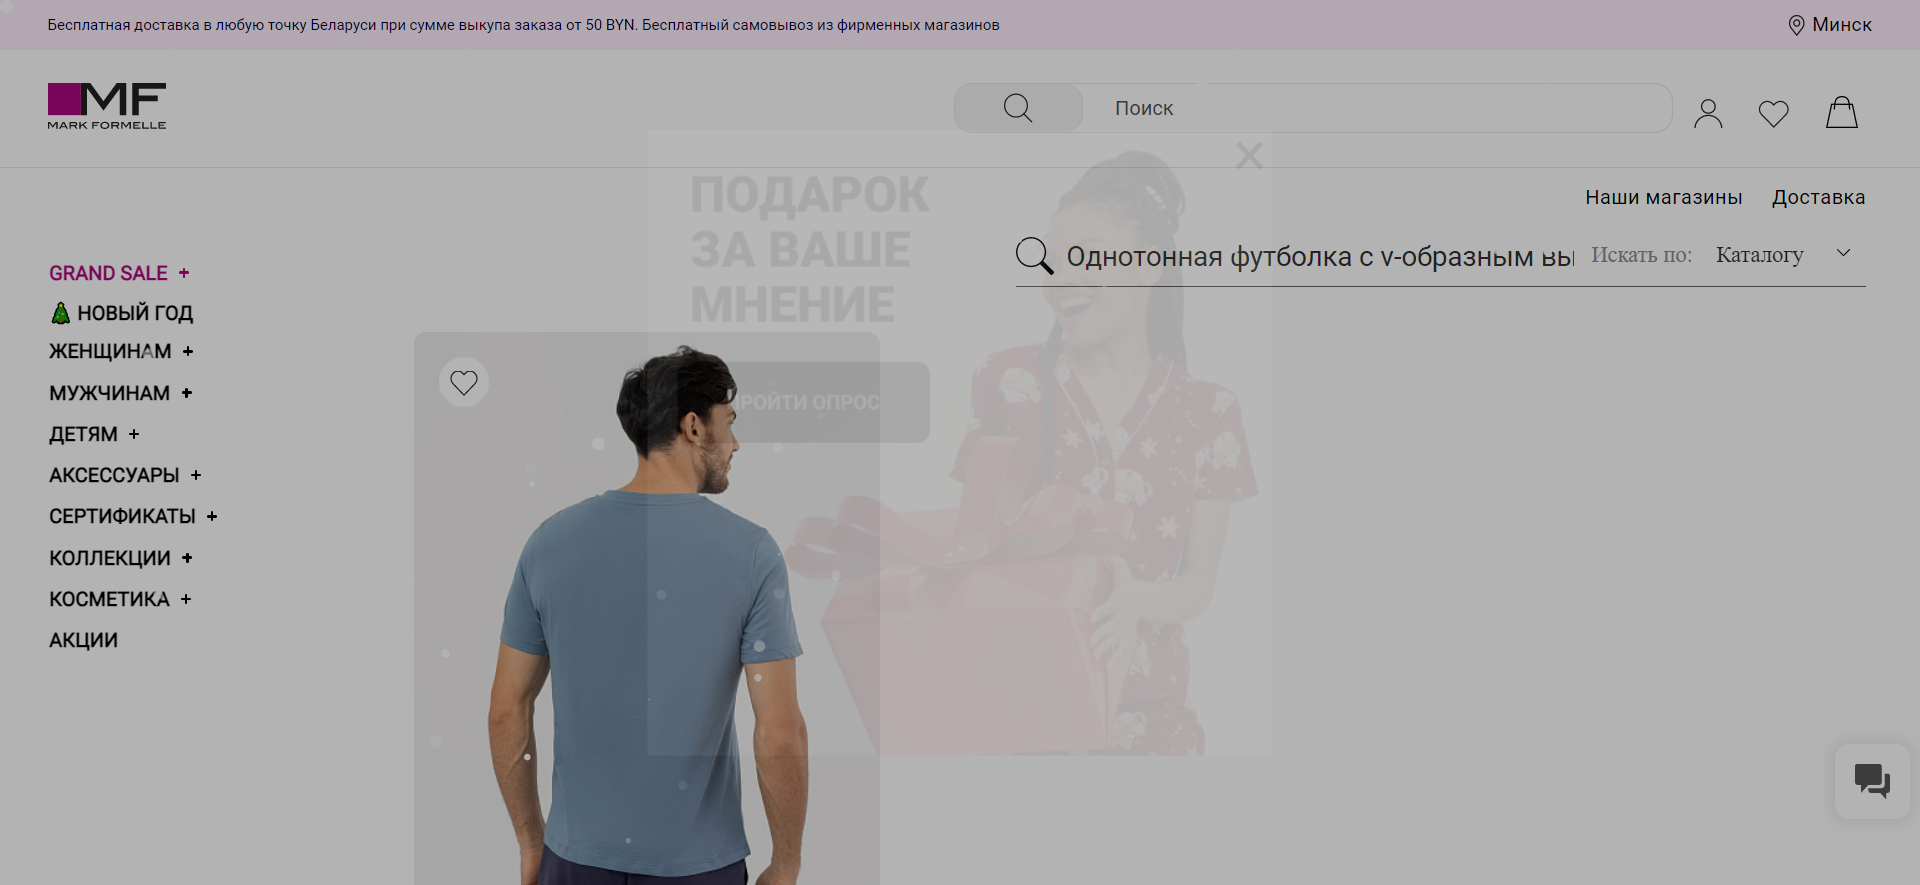 Бесплатная доставка в любую точку Беларуси при сумме выкупа заказа от 50 BYN. Бесплатный самовывоз из фирменных магазинов
Минск
MF
MARK FORMELLE
Поиск
Наши магазины
Доставка
Однотонная футболка с v-образным вы
Искать по:
Каталогу
GRAND SALE +
НОВЫЙ ГОД
ЖЕНЩИНАМ +
МУЖЧИНАМ +
ДЕТЯМ +
АКСЕССУАРЫ +
СЕРТИФИКАТЫ +
КОЛЛЕКЦИИ +
КОСМЕТИКА +
АКЦИИ
ПОДАРОК
ЗА ВАШЕ
МНЕНИЕ
ПРОЙТИ ОПРОС